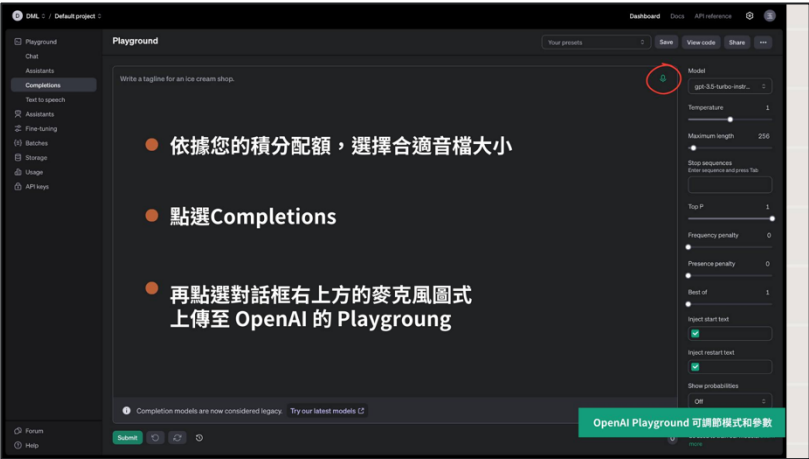 DML / Default project
Dashboard Docs API reference
Playground
Chat
Assistants
Completions
Text to speech
Assistants
Fine-tuning
Batches
Storage
Usage
API keys
Forum
Help
Playground
Your presets
Save View code Share
Write a tagline for an ice cream shop.
依據您的積分配額，選擇合適音檔大小
點選Completions
再點選對話框右上方的麥克風圖式
上傳至 OpenAI 的 Playgroung
Completion models are now considered legacy. Try our latest models
Submit
Model
gpt-3.5-turbo-instr...
Temperature 1
Maximum length 256
Stop sequences
Enter sequence and press Tab
Top P 1
Frequency penalty 0
Presence penalty 0
Best of 1
Inject start text
Inject restart text
Show probabilities
Off
OpenAI Playground 可調節模式和參數
more